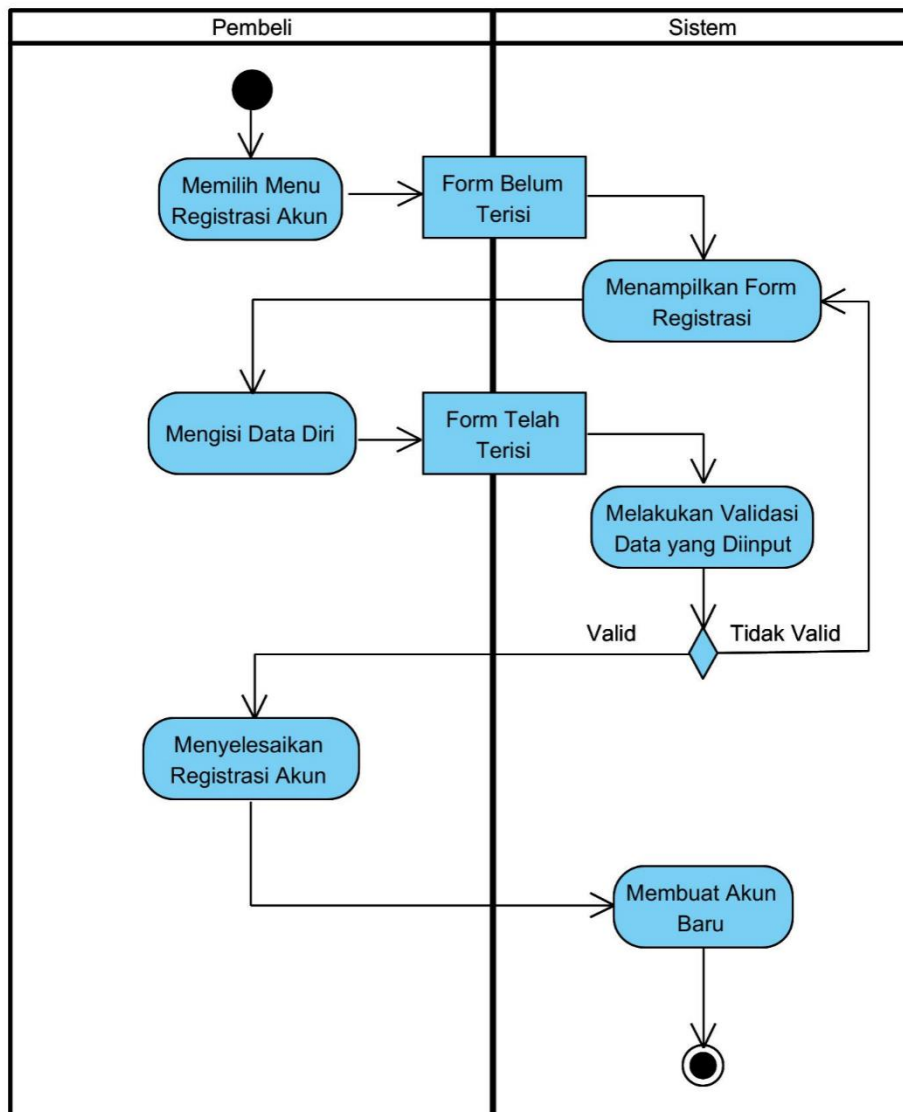 Pembeli
Sistem
Memilih Menu
Registrasi Akun
Form Belum
Terisi
Menampilkan Form
Registrasi
Mengisi Data Diri
Form Telah
Terisi
Melakukan Validasi
Data yang Diinput
Valid
Tidak Valid
Menyelesaikan
Registrasi Akun
Membuat Akun
Baru